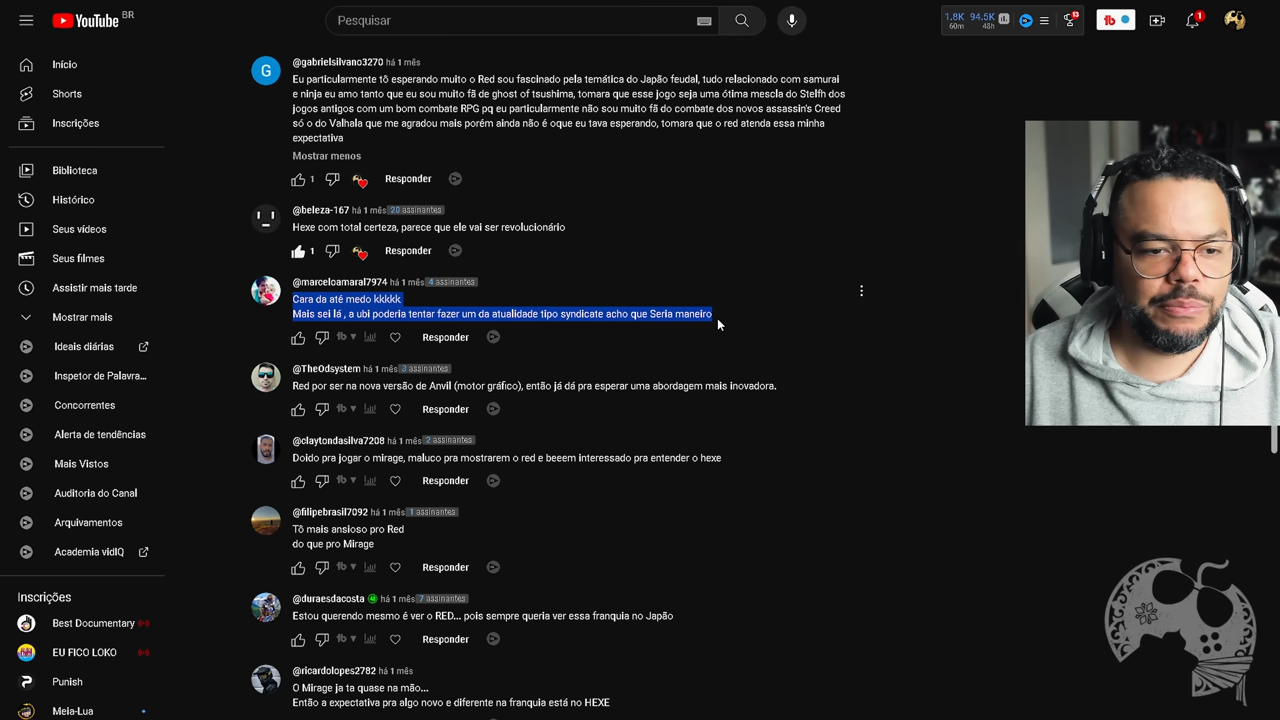 YouTube BR
Pesquisar
1.8K 94.5K
60m 48h
13
tb
1
Início
Shorts
Inscrições
Biblioteca
Histórico
Seus vídeos
Seus filmes
Assistir mais tarde
Mostrar mais
Ideais diárias
Inspetor de Palavra...
Concorrentes
Alerta de tendências
Mais Vistos
Auditoria do Canal
Arquivamentos
Academia vidIQ
Inscrições
Best Documentary
EU FICO LOKO
Punish
Meia-Lua
G
@gabrielsilvano3270 há 1 mês
Eu particularmente tô esperando muito o Red sou fascinado pela temática do Japão feudal, tudo relacionado com samurai
e ninja eu amo tanto que eu sou muito fã de ghost of tsushima, tomara que esse jogo seja uma ótima mescla do Stelfh dos
jogos antigos com um bom combate RPG pq eu particularmente não sou muito fã do combate dos novos assassin's Creed
só o do Valhala que me agradou mais porém ainda não é oque eu tava esperando, tomara que o red atenda essa minha
expectativa
Mostrar menos
1 Responder
@beleza-167 há 1 mês 20 assinantes
Hexe com total certeza, parece que ele vai ser revolucionário
1 Responder
@marceloamaral7974 há 1 mês 4 assinantes
Cara da até medo kkkkk
Mais sei lá , a ubi poderia tentar fazer um da atualidade tipo syndicate acho que Seria maneiro
tb Responder
@TheOdsystem há 1 mês 3 assinantes
Red por ser na nova versão de Anvil (motor gráfico), então já dá pra esperar uma abordagem mais inovadora.
tb Responder
@claytondasilva7208 há 1 mês 2 assinantes
Doido pra jogar o mirage, maluco pra mostrarem o red e beeem interessado pra entender o hexe
tb Responder
@filipebrasil7092 há 1 mês 1 assinantes
Tô mais ansioso pro Red
do que pro Mirage
tb Responder
@duraesdacosta há 1 mês 7 assinantes
Estou querendo mesmo é ver o RED... pois sempre queria ver essa franquia no Japão
tb Responder
@ricardolopes2782 há 1 mês
O Mirage ja ta quase na mão...
Então a expectativa pra algo novo e diferente na franquia está no HEXE